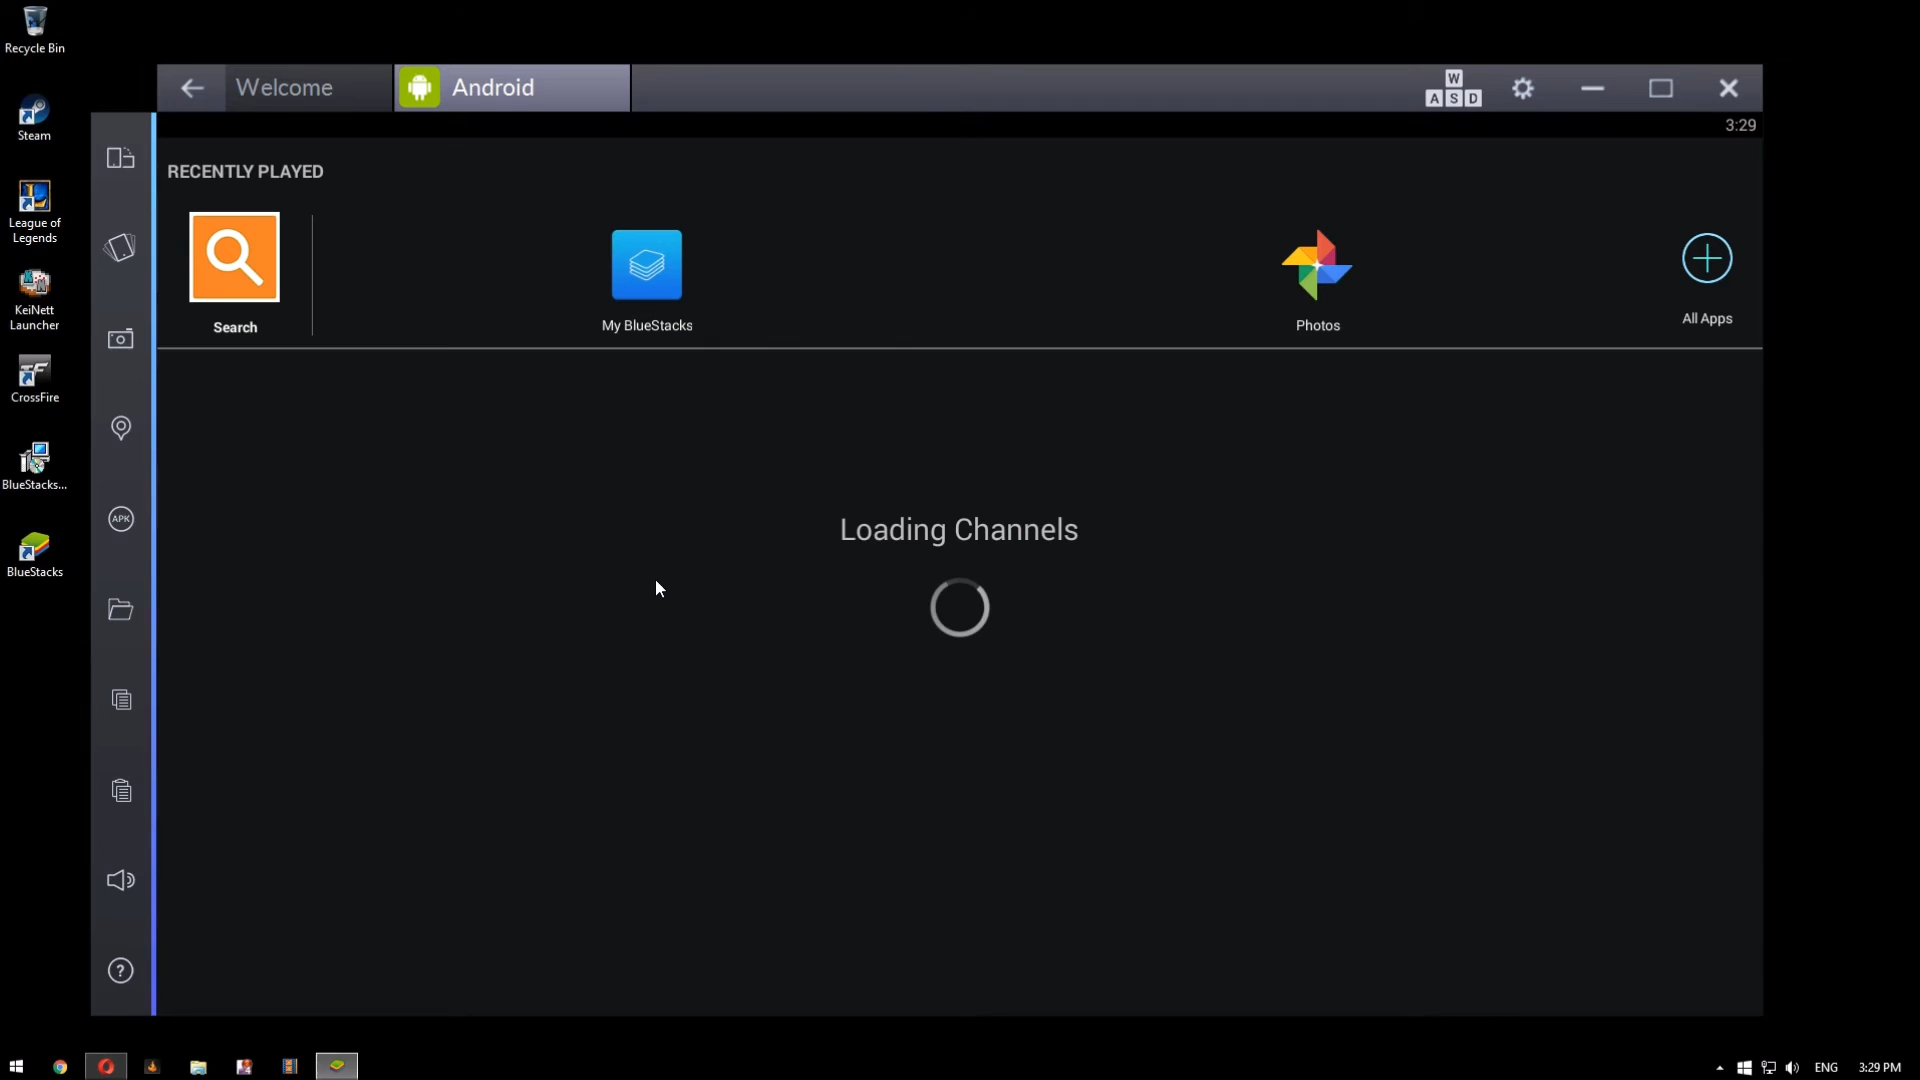 Recycle Bin
Steam
League of
Legends
KeiNett
Launcher
CrossFire
BlueStacks...
BlueStacks
Welcome
Android
W
A S D
3:29
RECENTLY PLAYED
Search
My BlueStacks
Photos
All Apps
APK
Loading Channels
?
ENG
3:29 PM